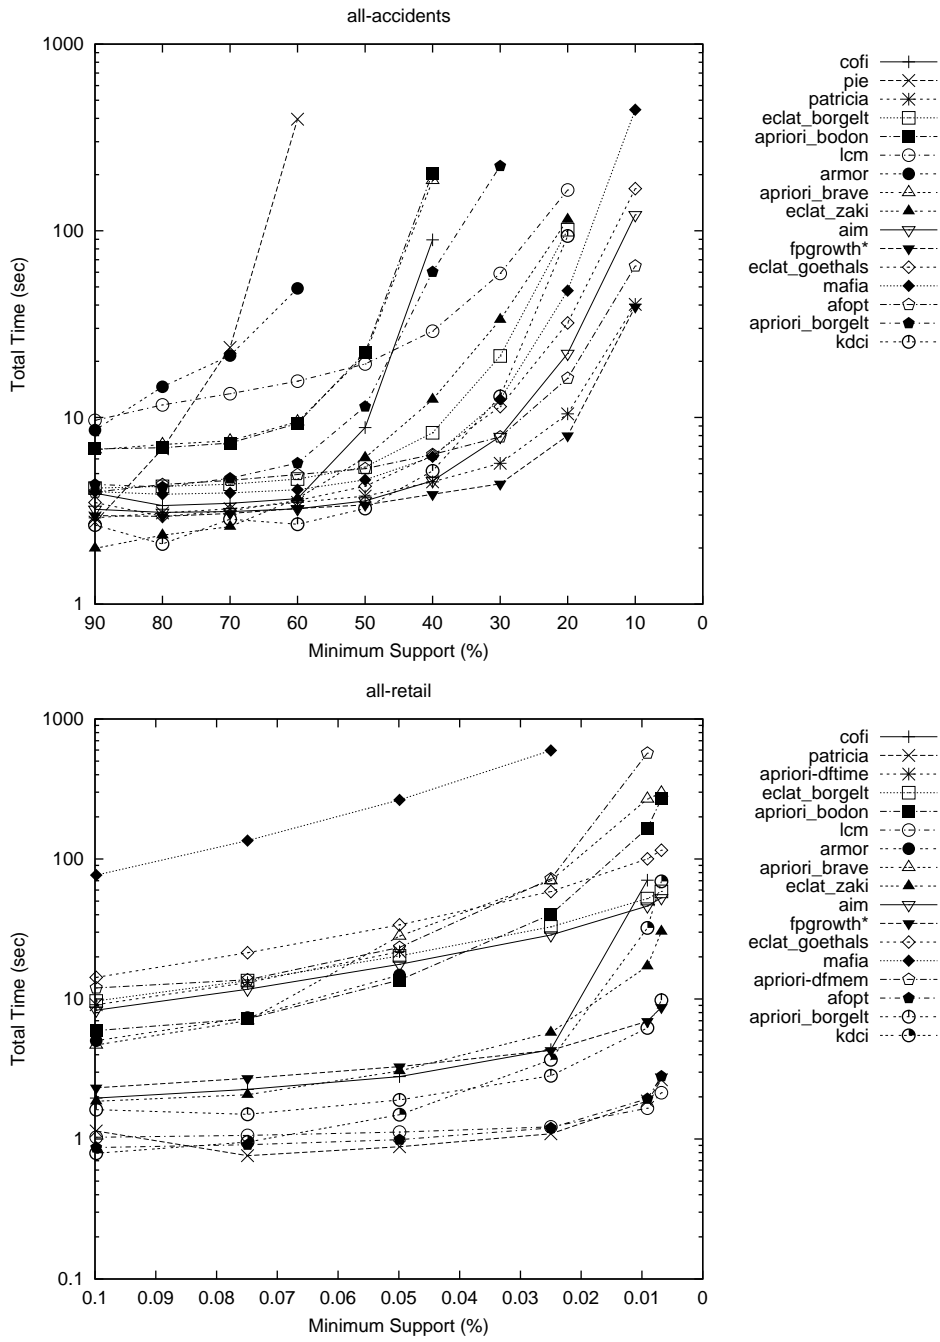 all-accidents
1000
100
10
1
Total Time (sec)
90 80 70 60 50 40 30 20 10 0
Minimum Support (%)
cofi
pie
patricia
eclat_borgelt
apriori_bodon
lcm
armor
apriori_brave
eclat_zaki
aim
fpgrowth*
eclat_goethals
mafia
afopt
apriori_borgelt
kdci
all-retail
1000
100
10
1
0.1
Total Time (sec)
0.1 0.09 0.08 0.07 0.06 0.05 0.04 0.03 0.02 0.01 0
Minimum Support (%)
cofi
patricia
apriori-dftime
eclat_borgelt
apriori_bodon
lcm
armor
apriori_brave
eclat_zaki
aim
fpgrowth*
eclat_goethals
mafia
apriori-dfmem
afopt
apriori_borgelt
kdci